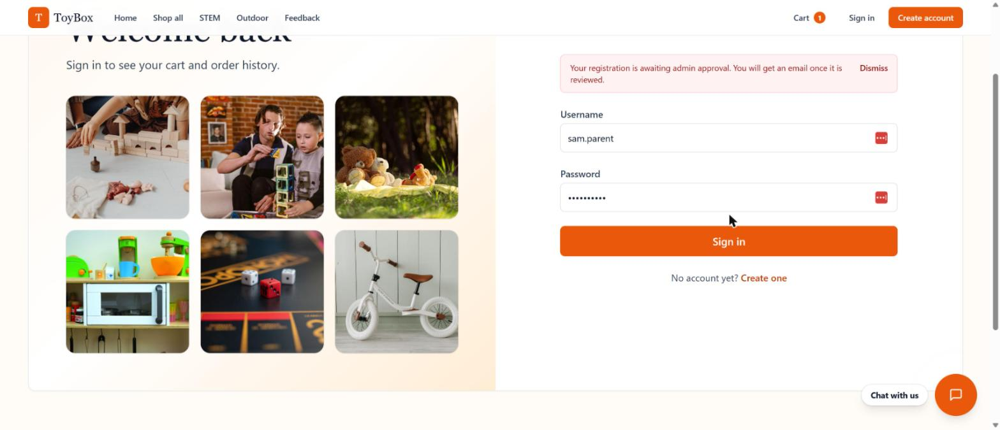 T ToyBox Home Shop all STEM Outdoor Feedback Cart 1 Sign in Create account
Welcome back
Sign in to see your cart and order history.
Your registration is awaiting admin approval. You will get an email once it is
reviewed.
Dismiss
Username
sam.parent
Password
••••••••••
Sign in
No account yet? Create one
Chat with us